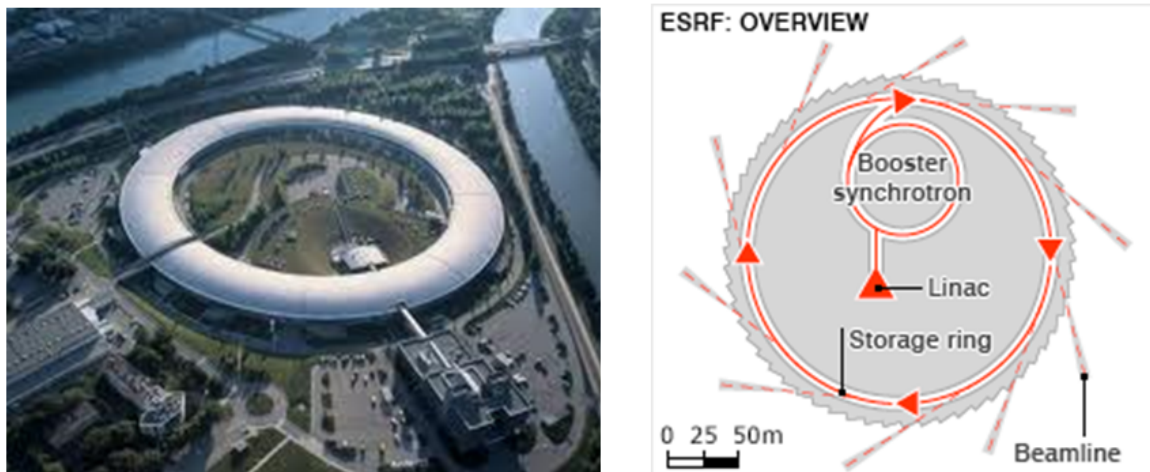 ESRF: OVERVIEW
Booster
synchrotron
Linac
Storage ring
0 25 50m
Beamline